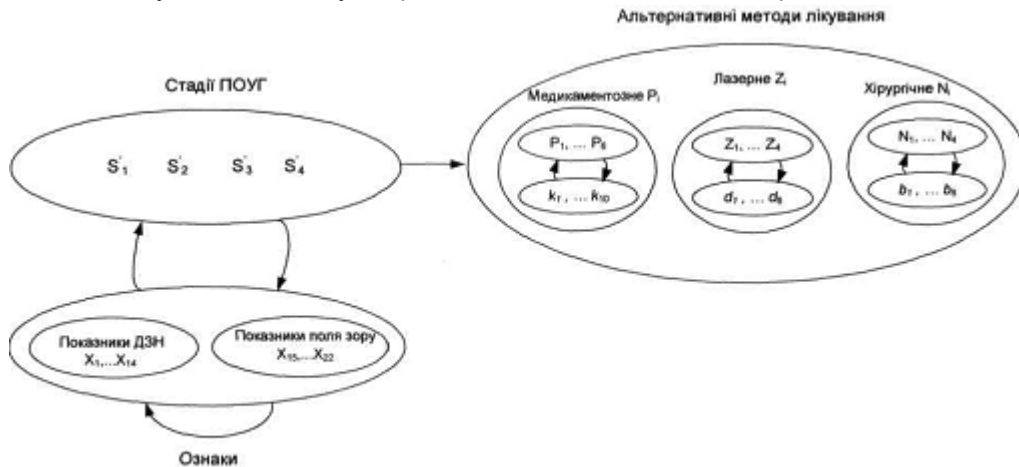 Альтернативні методи лікування
Стадії ПОУГ
Медикаментозне Pᵢ
Лазерне Zᵢ
Хірургічне Nᵢ
S'₁ S'₂ S'₃ S'₄
P₁, ... P₆
Z₁, ... Z₄
N₁, ... N₄
k₁, ... k₁₀
d₁, ... d₈
b₁, ... b₈
Показники ДЗН
X₁,...X₁₄
Показники поля зору
X₁₅,...X₂₂
Ознаки